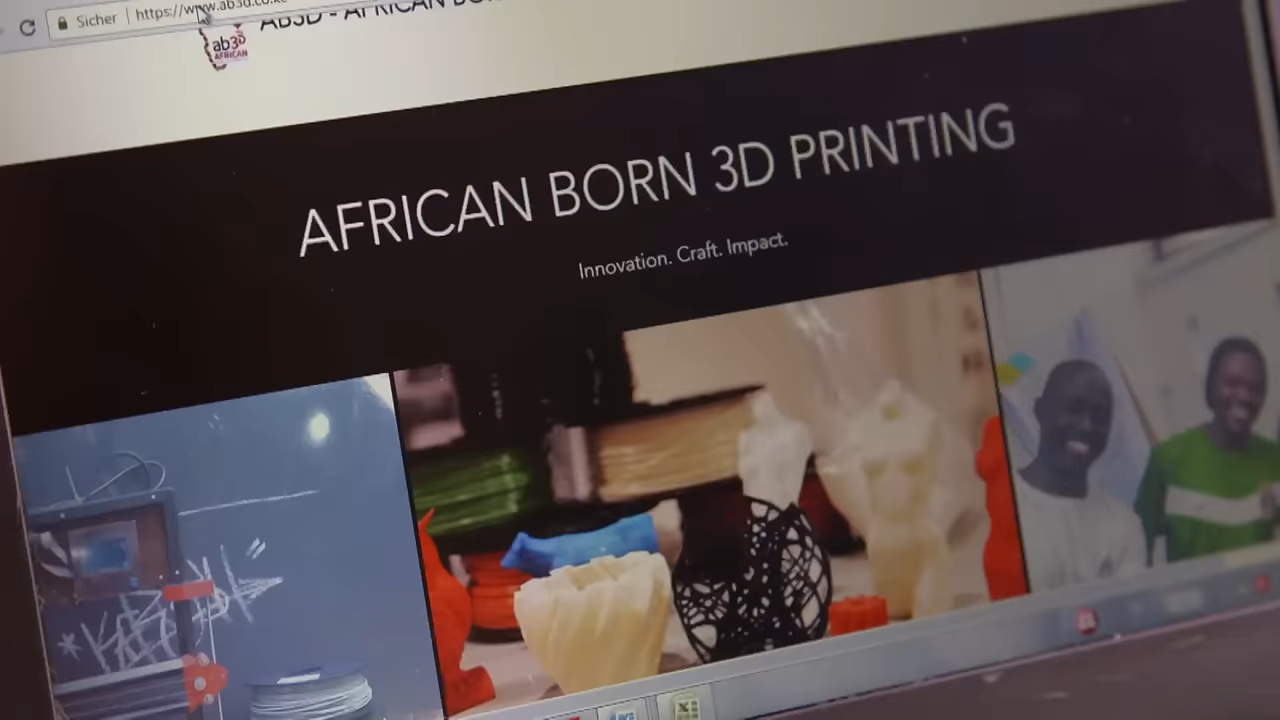 Sicher https://www.ab3d.co.ke
AB3D - AFRICAN BO
ab3D
AFRICAN
AFRICAN BORN 3D PRINTING
Innovation. Craft. Impact.